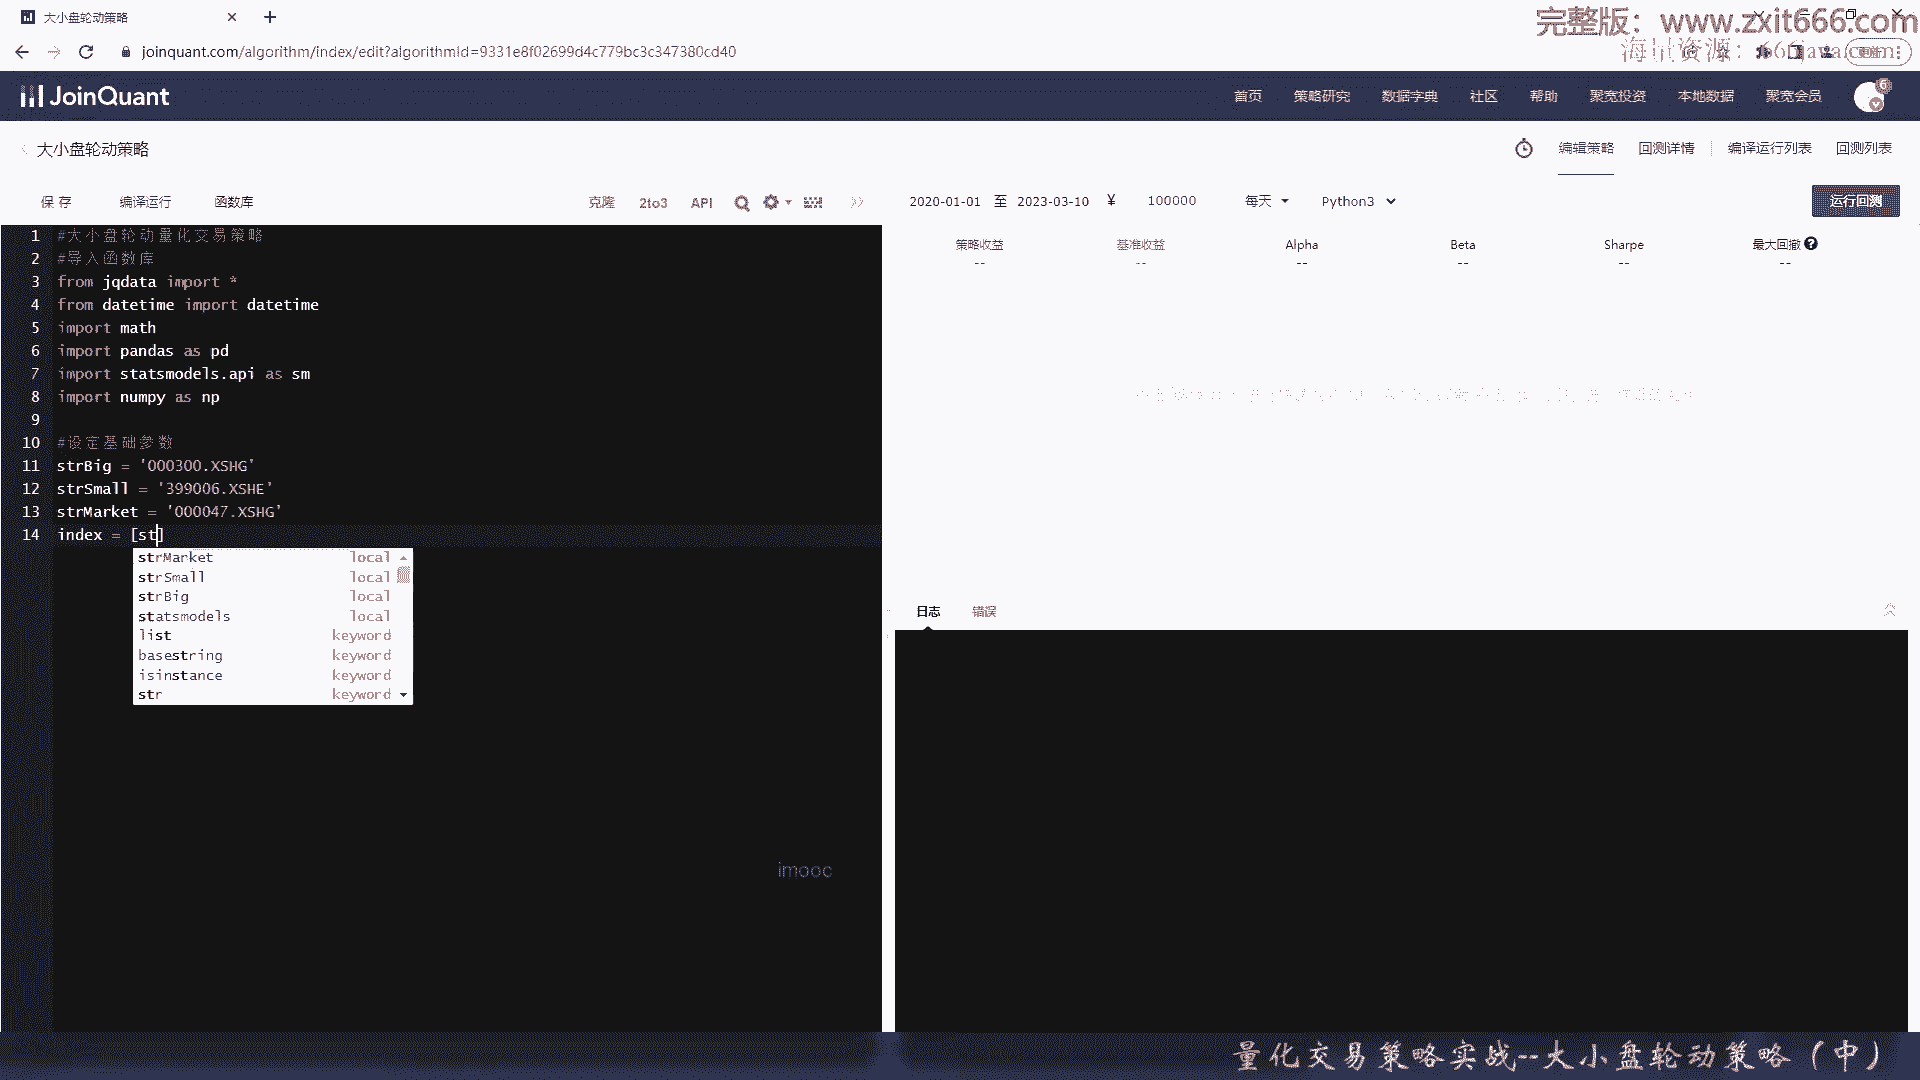 大小盘轮动策略
完整版：www.zxit666.com
joinquant.com/algorithm/index/edit?algorithmId=9331e8f02699d4c779bc3c347380cd40
海量资源：666java.com
JoinQuant
首页 策略研究 数据字典 社区 帮助 聚宽投资 本地数据 聚宽会员
6
大小盘轮动策略
编辑策略 回测详情 编译运行列表 回测列表
保存 编译运行 函数库 克隆 2to3 API
2020-01-01 至 2023-03-10 ¥ 100000 每天 Python3 运行回测
策略收益 基准收益 Alpha Beta Sharpe 最大回撤
-- -- -- -- -- --
1 #大小盘轮动量化交易策略
2 #导入函数库
3 from jqdata import *
4 from datetime import datetime
5 import math
6 import pandas as pd
7 import statsmodels.api as sm
8 import numpy as np
9
10 #设定基础参数
11 strBig = '000300.XSHG'
12 strSmall = '399006.XSHE'
13 strMarket = '000047.XSHG'
14 index = [st]
strMarket local
strSmall local
strBig local
statsmodels local
list keyword
basestring keyword
isinstance keyword
str keyword
日志 错误
imooc
量化交易策略实战--大小盘轮动策略（中）